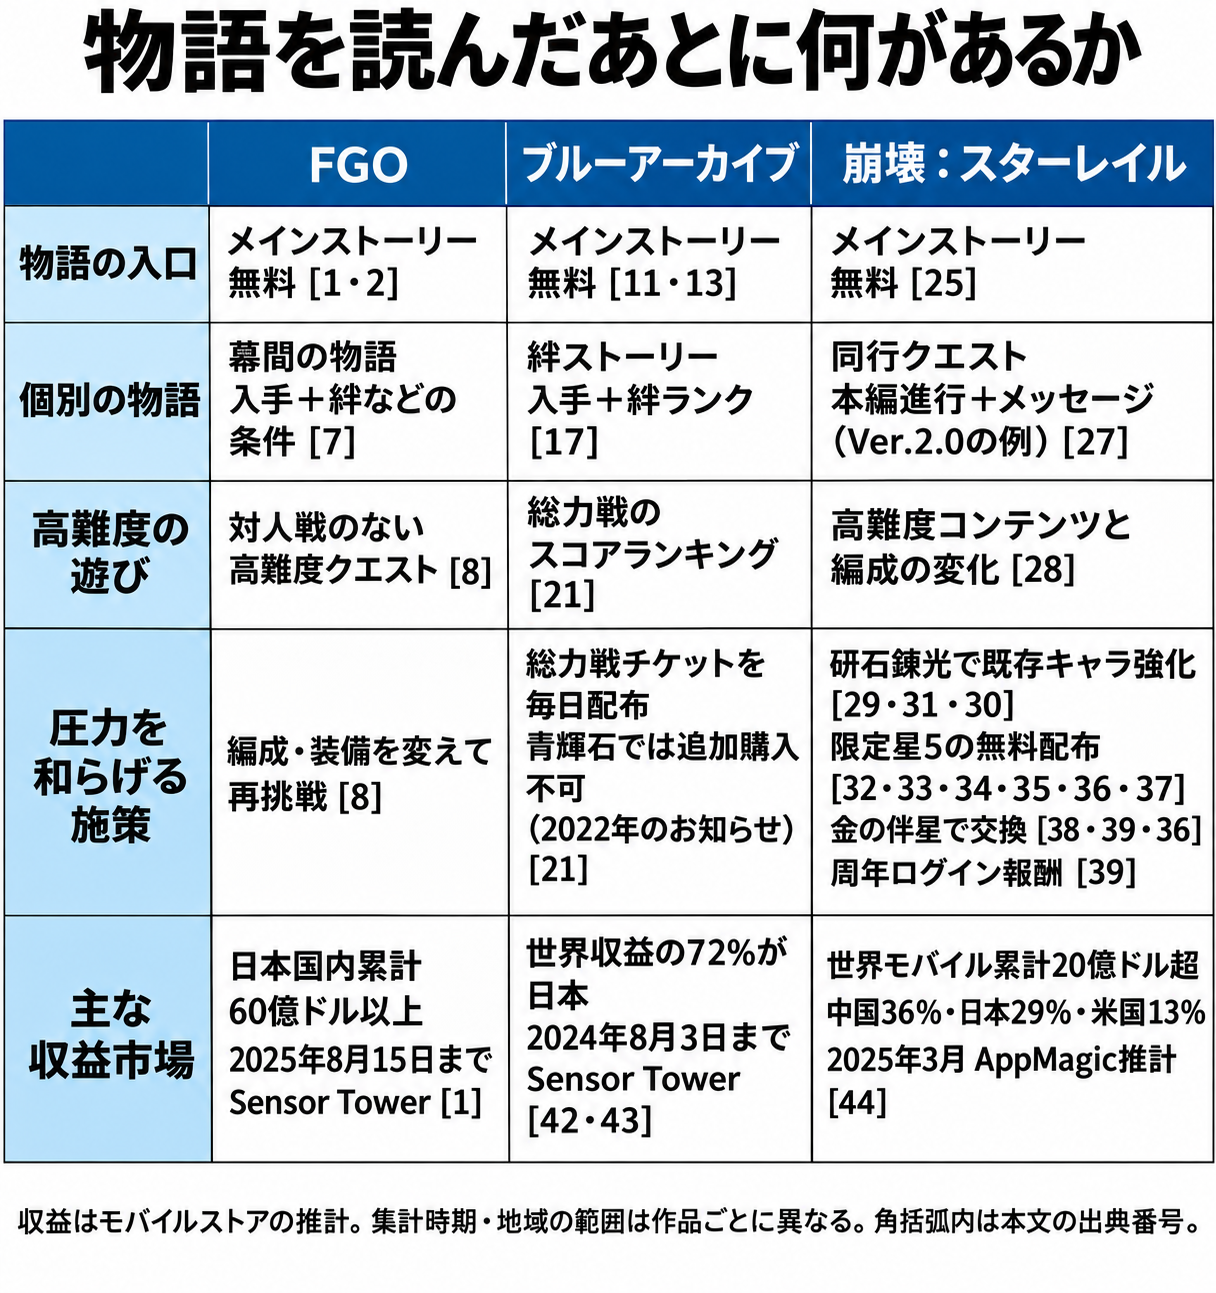 物語を読んだあとに何があるか
FGO
ブルーアーカイブ
崩壊：スターレイル
物語の入口
メインストーリー
無料 [1・2]
メインストーリー
無料 [11・13]
メインストーリー
無料 [25]
個別の物語
幕間の物語
入手＋絆などの
条件 [7]
絆ストーリー
入手＋絆ランク
[17]
同行クエスト
本編進行＋メッセージ
（Ver.2.0の例）[27]
高難度の
遊び
対人戦のない
高難度クエスト [8]
総力戦の
スコアランキング
[21]
高難度コンテンツと
編成の変化 [28]
圧力を
和らげる
施策
編成・装備を変えて
再挑戦 [8]
総力戦チケットを
毎日配布
青輝石では追加購入
不可
（2022年のお知らせ）
[21]
研石錬光で既存キャラ強化
[29・31・30]
限定星5の無料配布
[32・33・34・35・36・37]
金の伴星で交換 [38・39・36]
周年ログイン報酬 [39]
主な
収益市場
日本国内累計
60億ドル以上
2025年8月15日まで
Sensor Tower [1]
世界収益の72%が
日本
2024年8月3日まで
Sensor Tower
[42・43]
世界モバイル累計20億ドル超
中国36%・日本29%・米国13%
2025年3月 AppMagic推計
[44]
収益はモバイルストアの推計。集計時期・地域の範囲は作品ごとに異なる。角括弧内は本文の出典番号。